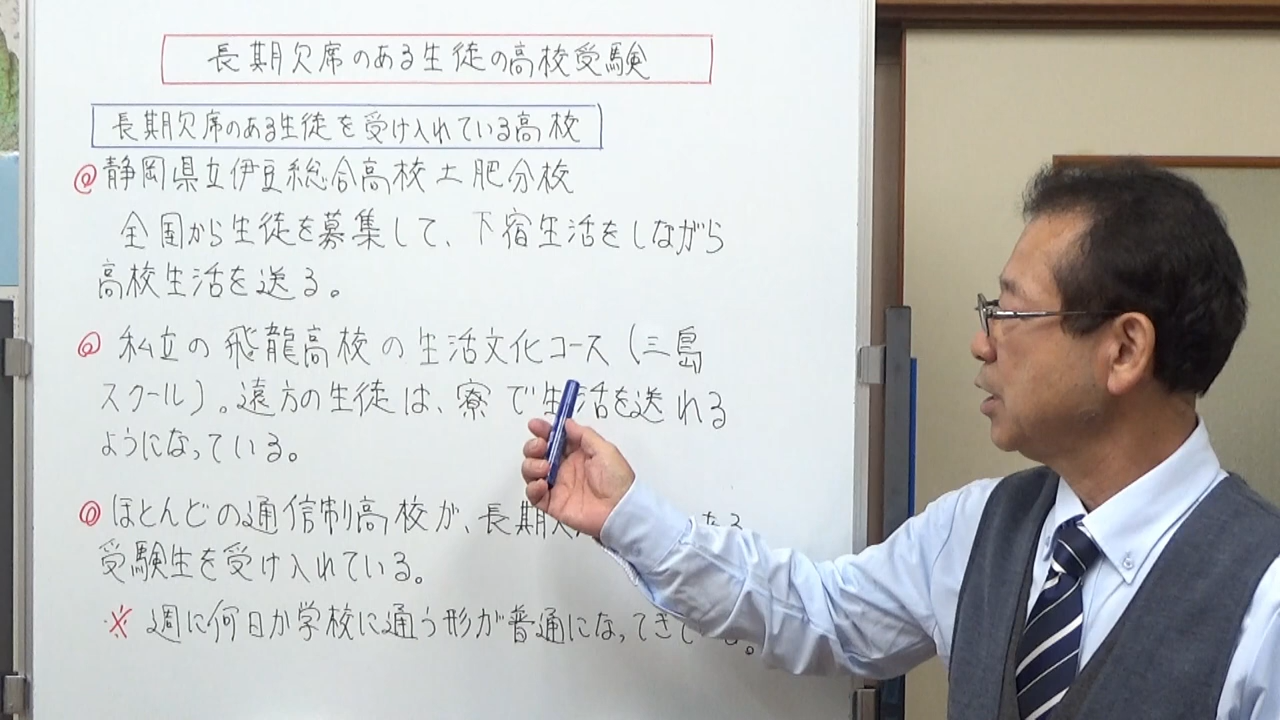 長期欠席のある生徒の高校受験
長期欠席のある生徒を受け入れている高校
◎静岡県立伊豆総合高校土肥分校
全国から生徒を募集して、下宿生活をしながら
高校生活を送る。
◎ 私立の飛龍高校の生活文化コース(三島
スクール)。遠方の生徒は、寮で生活を送れる
ようになっている。
◎ ほとんどの通信制高校が、長期 ある
受験生を受け入れている。
※ 週に何日か学校に通う形が普通になってきて る。